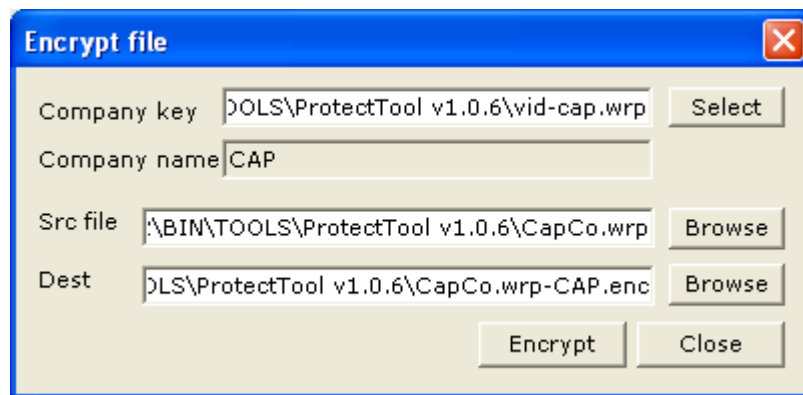 Encrypt file
Company key OOLS\ProtectTool v1.0.6\vid-cap.wrp Select
Company name CAP
Src file :\BIN\TOOLS\ProtectTool v1.0.6\CapCo.wrp Browse
Dest OLS\ProtectTool v1.0.6\CapCo.wrp-CAP.enc Browse
Encrypt Close